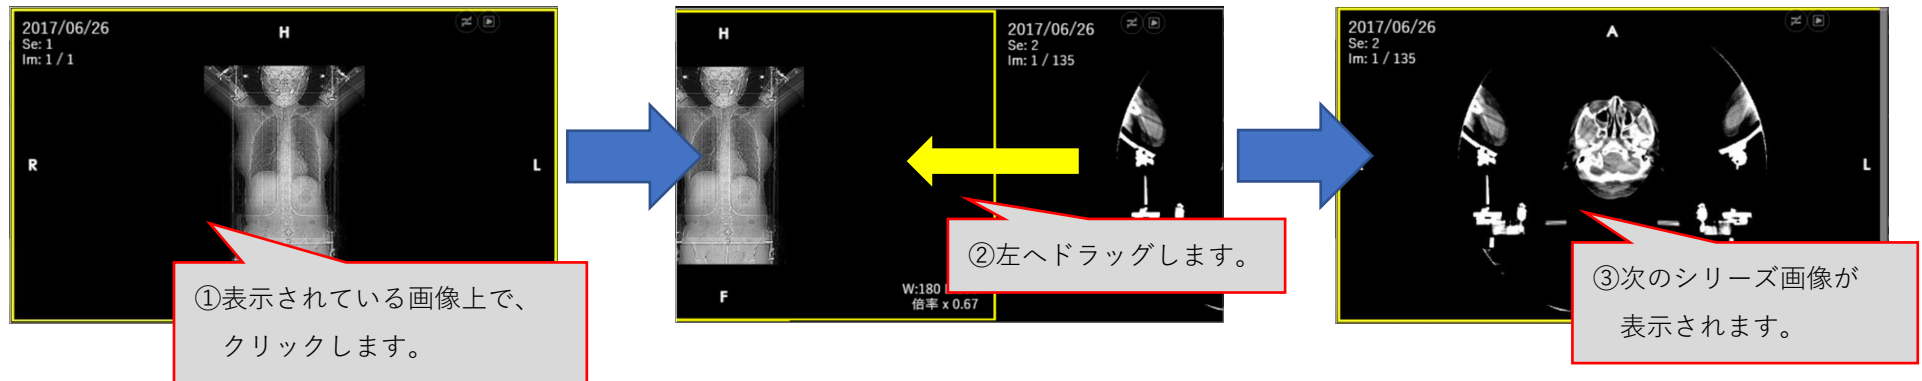 2017/06/26
Se: 1
Im: 1 / 1
H
R
L
①表示されている画像上で、
クリックします。
H
2017/06/26
Se: 2
Im: 1 / 135
②左へドラッグします。
F
W:180
倍率 x 0.67
2017/06/26
Se: 2
Im: 1 / 135
A
L
③次のシリーズ画像が
表示されます。